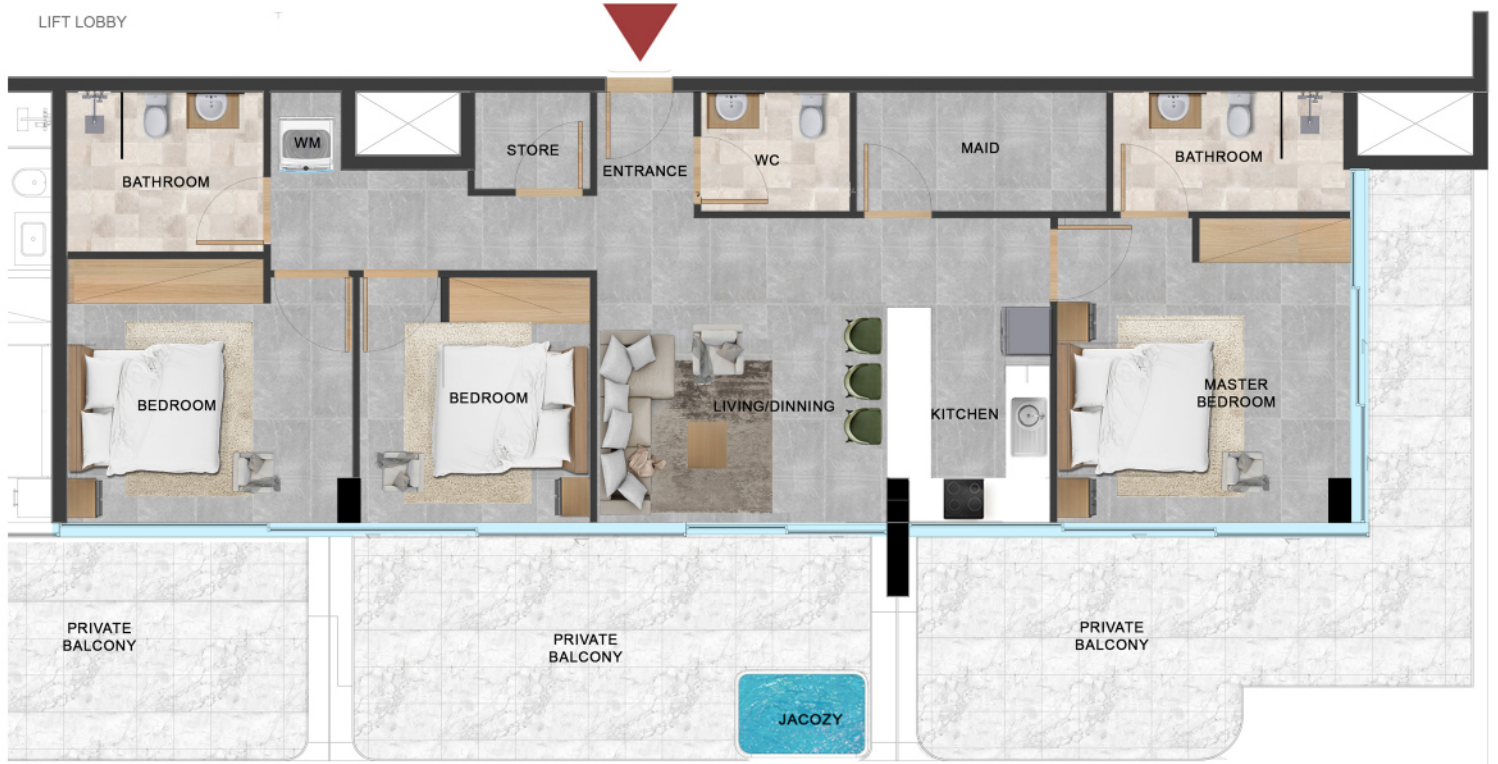 LIFT LOBBY
WM
STORE
ENTRANCE
WC
MAID
BATHROOM
BATHROOM
BEDROOM
BEDROOM
LIVING/DINNING
KITCHEN
MASTER
BEDROOM
PRIVATE
BALCONY
PRIVATE
BALCONY
PRIVATE
BALCONY
JACOZY